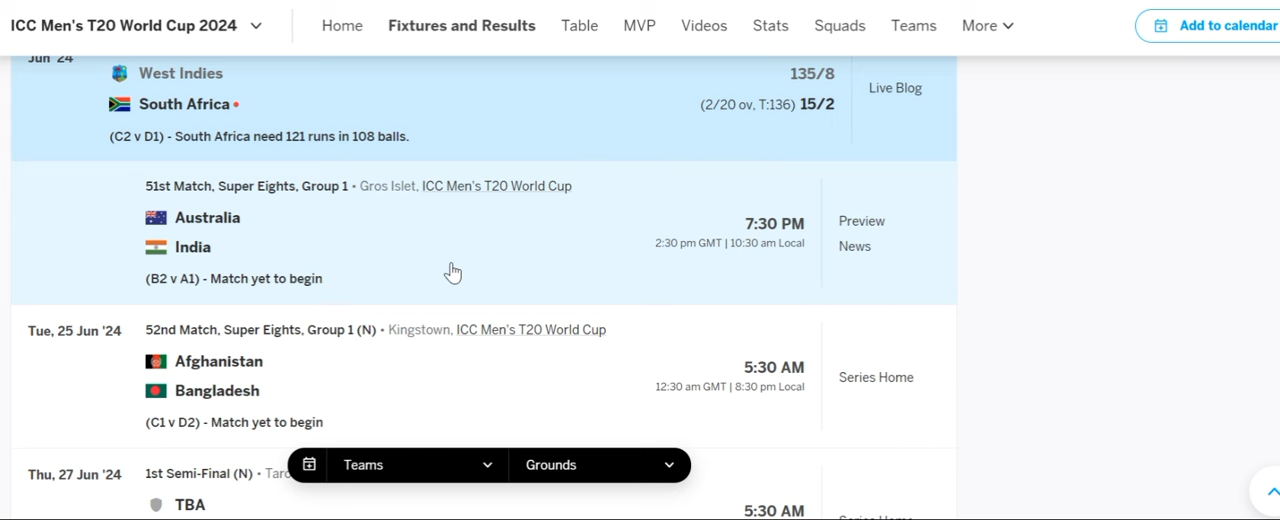 ICC Men's T20 World Cup 2024
Home Fixtures and Results Table MVP Videos Stats Squads Teams More
Add to calendar
Jun '24
West Indies 135/8
South Africa (2/20 ov, T:136) 15/2
Live Blog
(C2 v D1) - South Africa need 121 runs in 108 balls.
51st Match, Super Eights, Group 1 • Gros Islet, ICC Men's T20 World Cup
Australia
India
7:30 PM
2:30 pm GMT | 10:30 am Local
Preview
News
(B2 v A1) - Match yet to begin
Tue, 25 Jun '24
52nd Match, Super Eights, Group 1 (N) • Kingstown, ICC Men's T20 World Cup
Afghanistan
Bangladesh
5:30 AM
12:30 am GMT | 8:30 pm Local
Series Home
(C1 v D2) - Match yet to begin
Teams
Grounds
Thu, 27 Jun '24
1st Semi-Final (N) •
TBA
5:30 AM